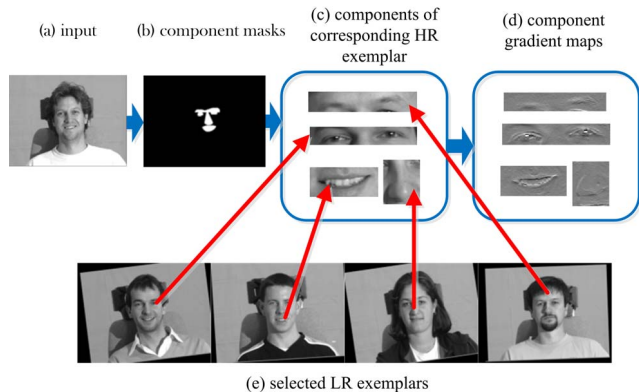 (a) input
(b) component masks
(c) components of
corresponding HR
exemplar
(d) component
gradient maps
(e) selected LR exemplars